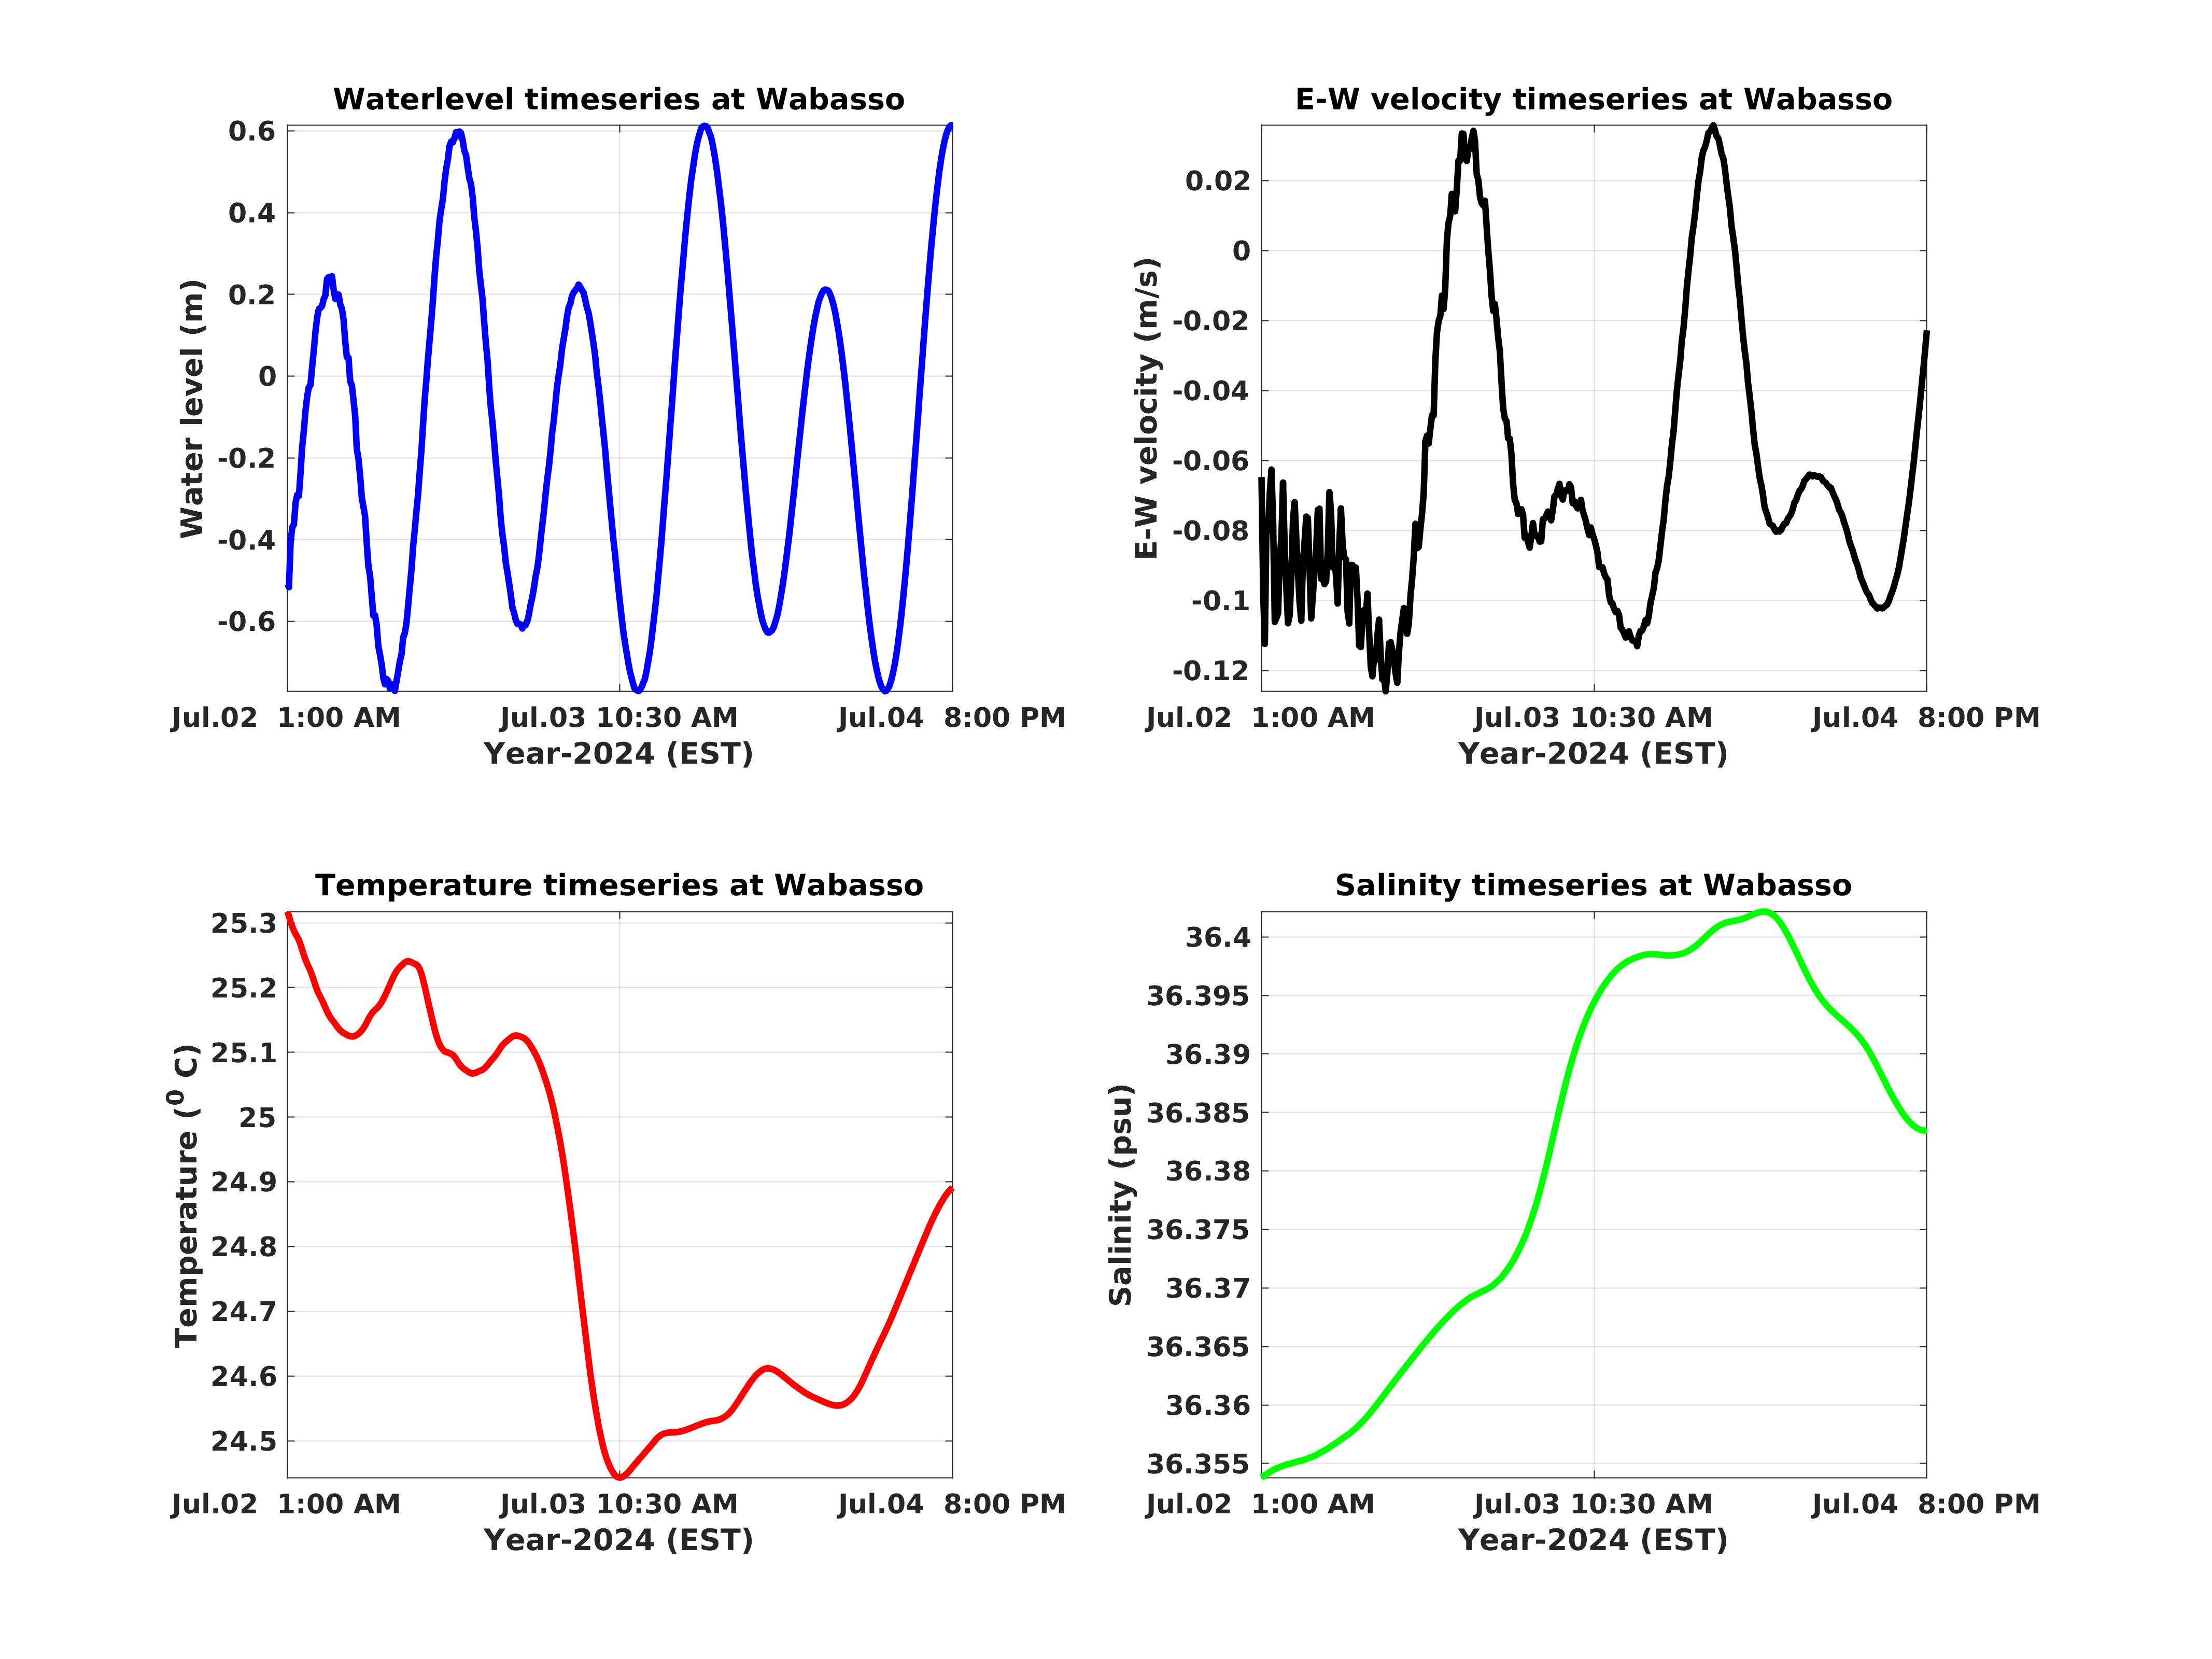 Waterlevel timeseries at Wabasso
0.6
0.4
0.2
0
-0.2
-0.4
-0.6
Water level (m)
Jul.02 1:00 AM
Jul.03 10:30 AM
Jul.04 8:00 PM
Year-2024 (EST)
E-W velocity timeseries at Wabasso
0.02
0
-0.02
-0.04
-0.06
-0.08
-0.1
-0.12
E-W velocity (m/s)
Jul.02 1:00 AM
Jul.03 10:30 AM
Jul.04 8:00 PM
Year-2024 (EST)
Temperature timeseries at Wabasso
25.3
25.2
25.1
25
24.9
24.8
24.7
24.6
24.5
Temperature (⁰ C)
Jul.02 1:00 AM
Jul.03 10:30 AM
Jul.04 8:00 PM
Year-2024 (EST)
Salinity timeseries at Wabasso
36.4
36.395
36.39
36.385
36.38
36.375
36.37
36.365
36.36
36.355
Salinity (psu)
Jul.02 1:00 AM
Jul.03 10:30 AM
Jul.04 8:00 PM
Year-2024 (EST)